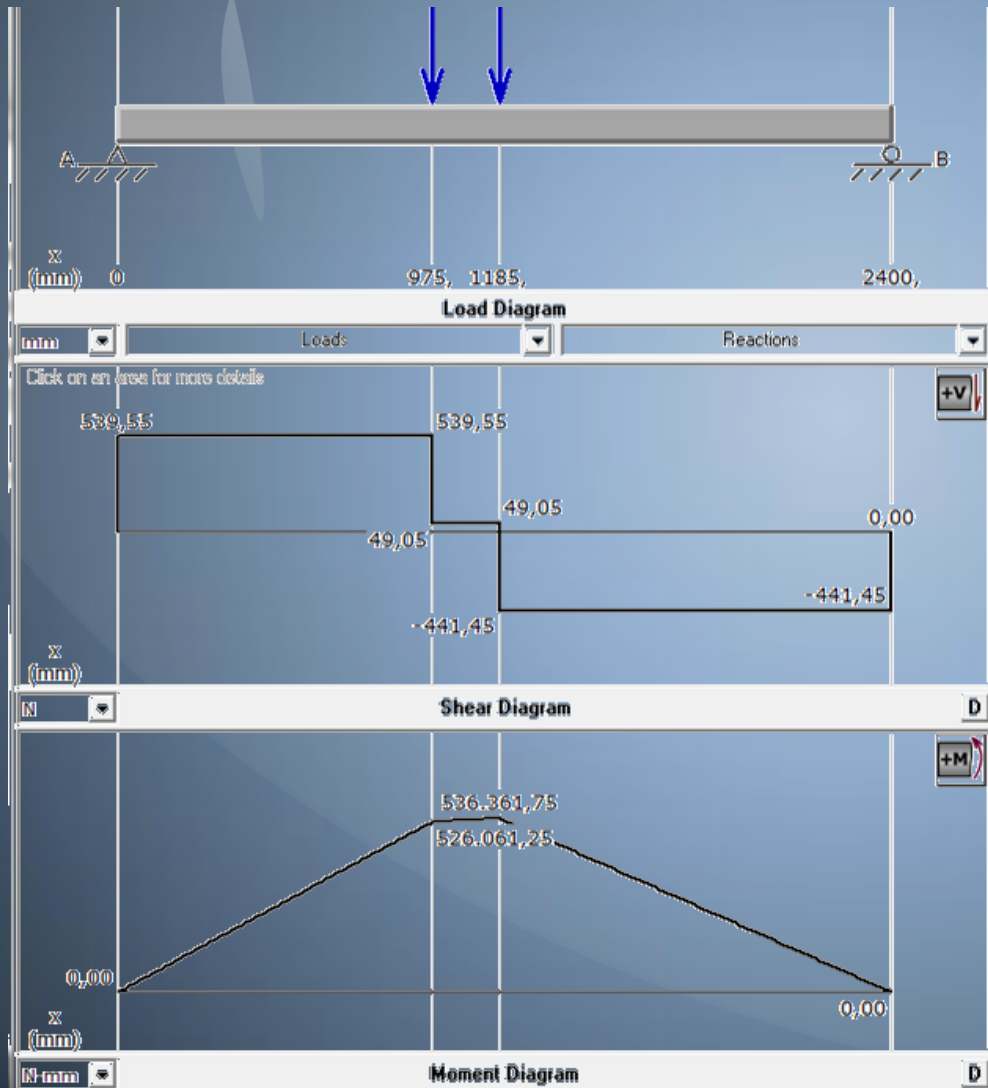 A B
x
(mm) 0 975, 1185, 2400,
Load Diagram
mm Loads Reactions
Click on an area for more details
+V
539,55 539,55
49,05
0,00
49,05
-441,45
-441,45
x
(mm)
N Shear Diagram D
+M
536.361,75
526.061,25
0,00
0,00
x
(mm)
N-mm Moment Diagram D